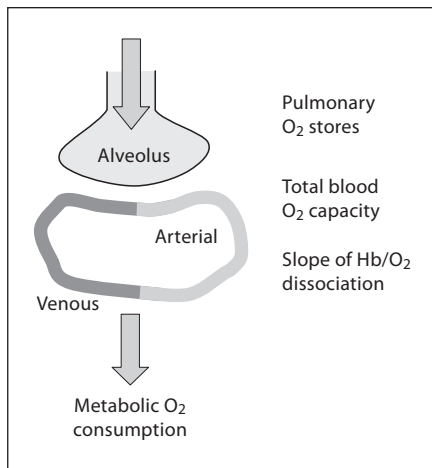 Pulmonary
O₂ stores
Alveolus
Total blood
O₂ capacity
Arterial
Slope of Hb/O₂
dissociation
Venous
Metabolic O₂
consumption